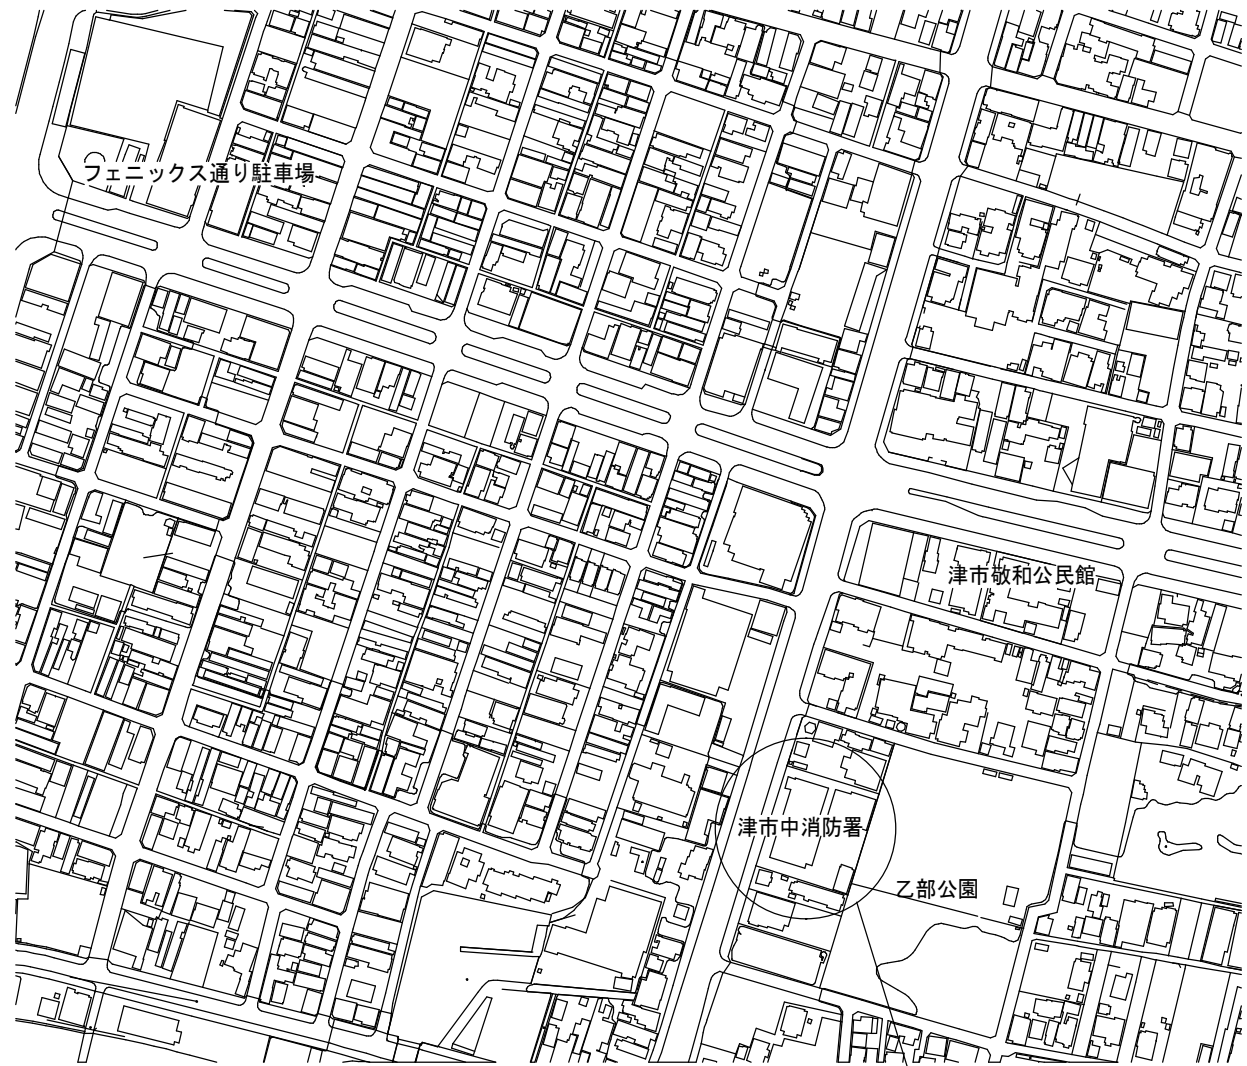 フェニックス通り駐車場
津市敬和公民館
津市中消防署
乙部公園